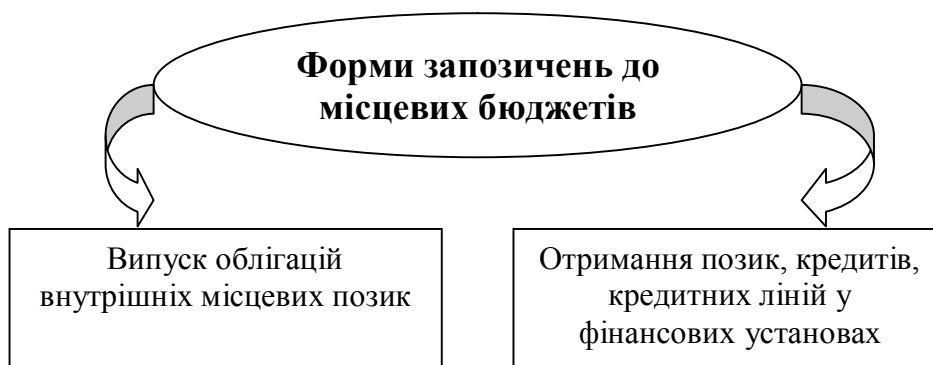 Форми запозичень до
місцевих бюджетів
Випуск облігацій
внутрішніх місцевих позик
Отримання позик, кредитів,
кредитних ліній у
фінансових установах